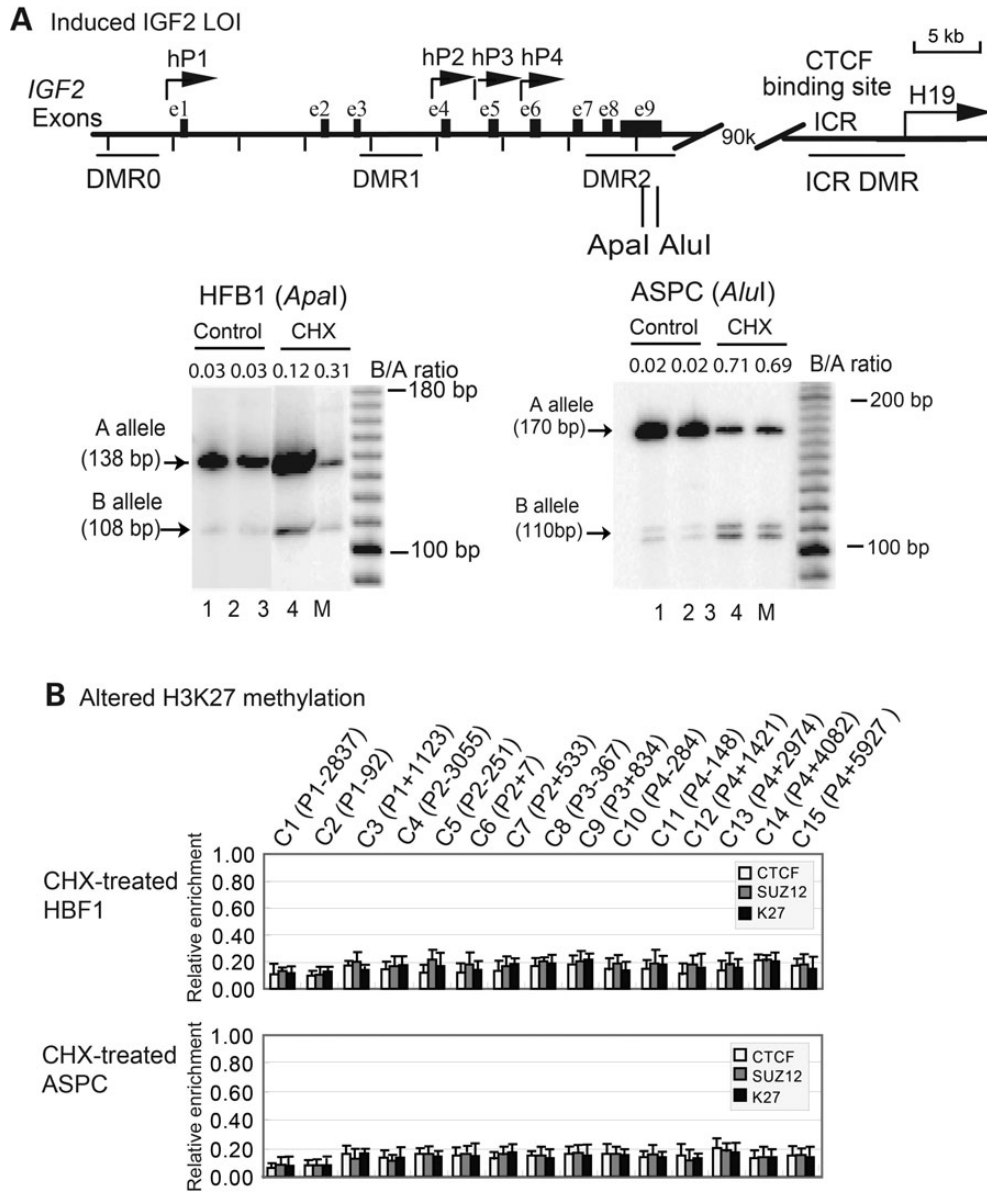 A Induced IGF2 LOI
5 kb
hP1 hP2 hP3 hP4
CTCF
binding site
IGF2
Exons
e1 e2 e3 e4 e5 e6 e7 e8 e9
ICR H19
90k
DMR0 DMR1 DMR2 ICR DMR
ApaI AluI
HFB1 (ApaI)
Control CHX
0.03 0.03 0.12 0.31 B/A ratio
180 bp
A allele
(138 bp)
B allele
(108 bp)
100 bp
1 2 3 4 M
ASPC (AluI)
Control CHX
0.02 0.02 0.71 0.69 B/A ratio
200 bp
A allele
(170 bp)
B allele
(110bp)
100 bp
1 2 3 4 M
B Altered H3K27 methylation
C1 (P1-2837)
C2 (P1-92)
C3 (P1+1123)
C4 (P2-3055)
C5 (P2-251)
C6 (P2+7)
C7 (P2+533)
C8 (P3-367)
C9 (P3+834)
C10 (P4-284)
C11 (P4-148)
C12 (P4+1421)
C13 (P4+2974)
C14 (P4+4082)
C15 (P4+5927 )
CHX-treated
HBF1
Relative enrichment
1.00
0.80
0.60
0.40
0.20
0.00
CTCF
SUZ12
K27
CHX-treated
ASPC
Relative enrichment
1.00
0.80
0.60
0.40
0.20
0.00
CTCF
SUZ12
K27